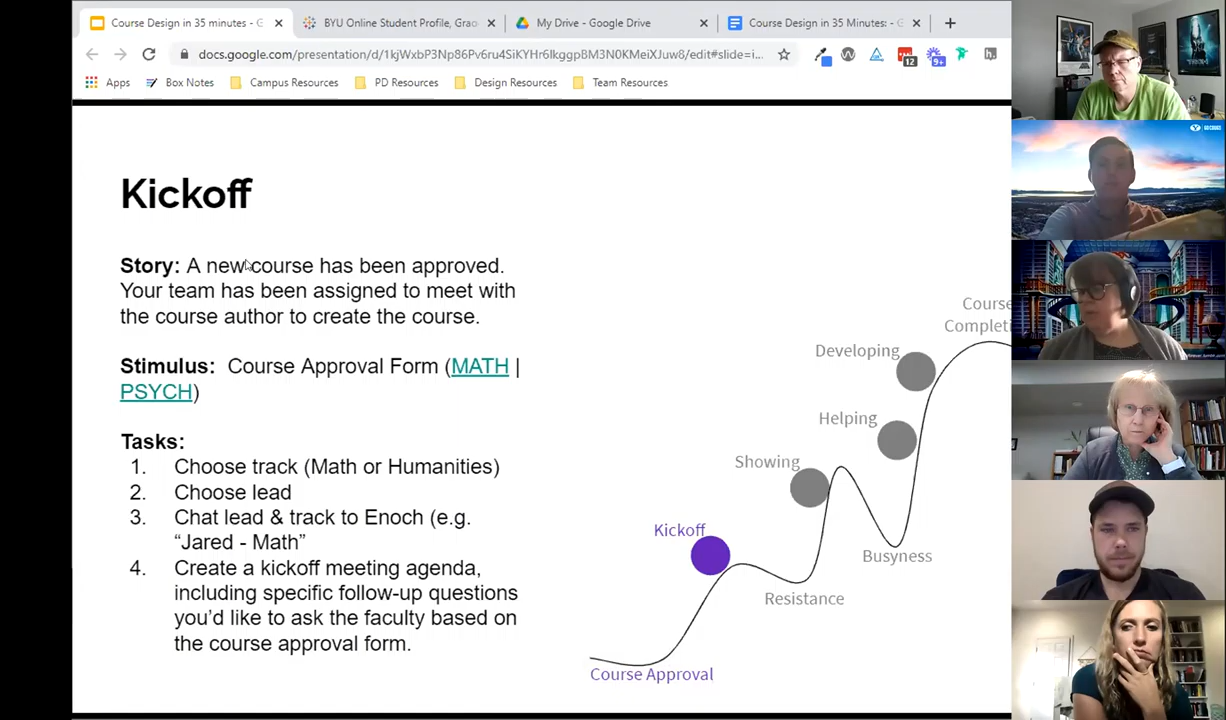 Course Design in 35 minutes - G
BYU Online Student Profile, Grao
My Drive - Google Drive
Course Design in 35 Minutes: - G
docs.google.com/presentation/d/1kjWxbP3Np86Pv6ru4SiKYHr6lkggpBM3N0KMeiXJuw8/edit#slide=i...
12
9+
Apps
Box Notes
Campus Resources
PD Resources
Design Resources
Team Resources
Kickoff
Story: A new course has been approved.
Your team has been assigned to meet with
the course author to create the course.
Stimulus: Course Approval Form (MATH |
PSYCH)
Tasks:
1. Choose track (Math or Humanities)
2. Choose lead
3. Chat lead & track to Enoch (e.g.
“Jared - Math”
4. Create a kickoff meeting agenda,
including specific follow-up questions
you’d like to ask the faculty based on
the course approval form.
Course
Completi
Developing
Helping
Showing
Kickoff
Busyness
Resistance
Course Approval